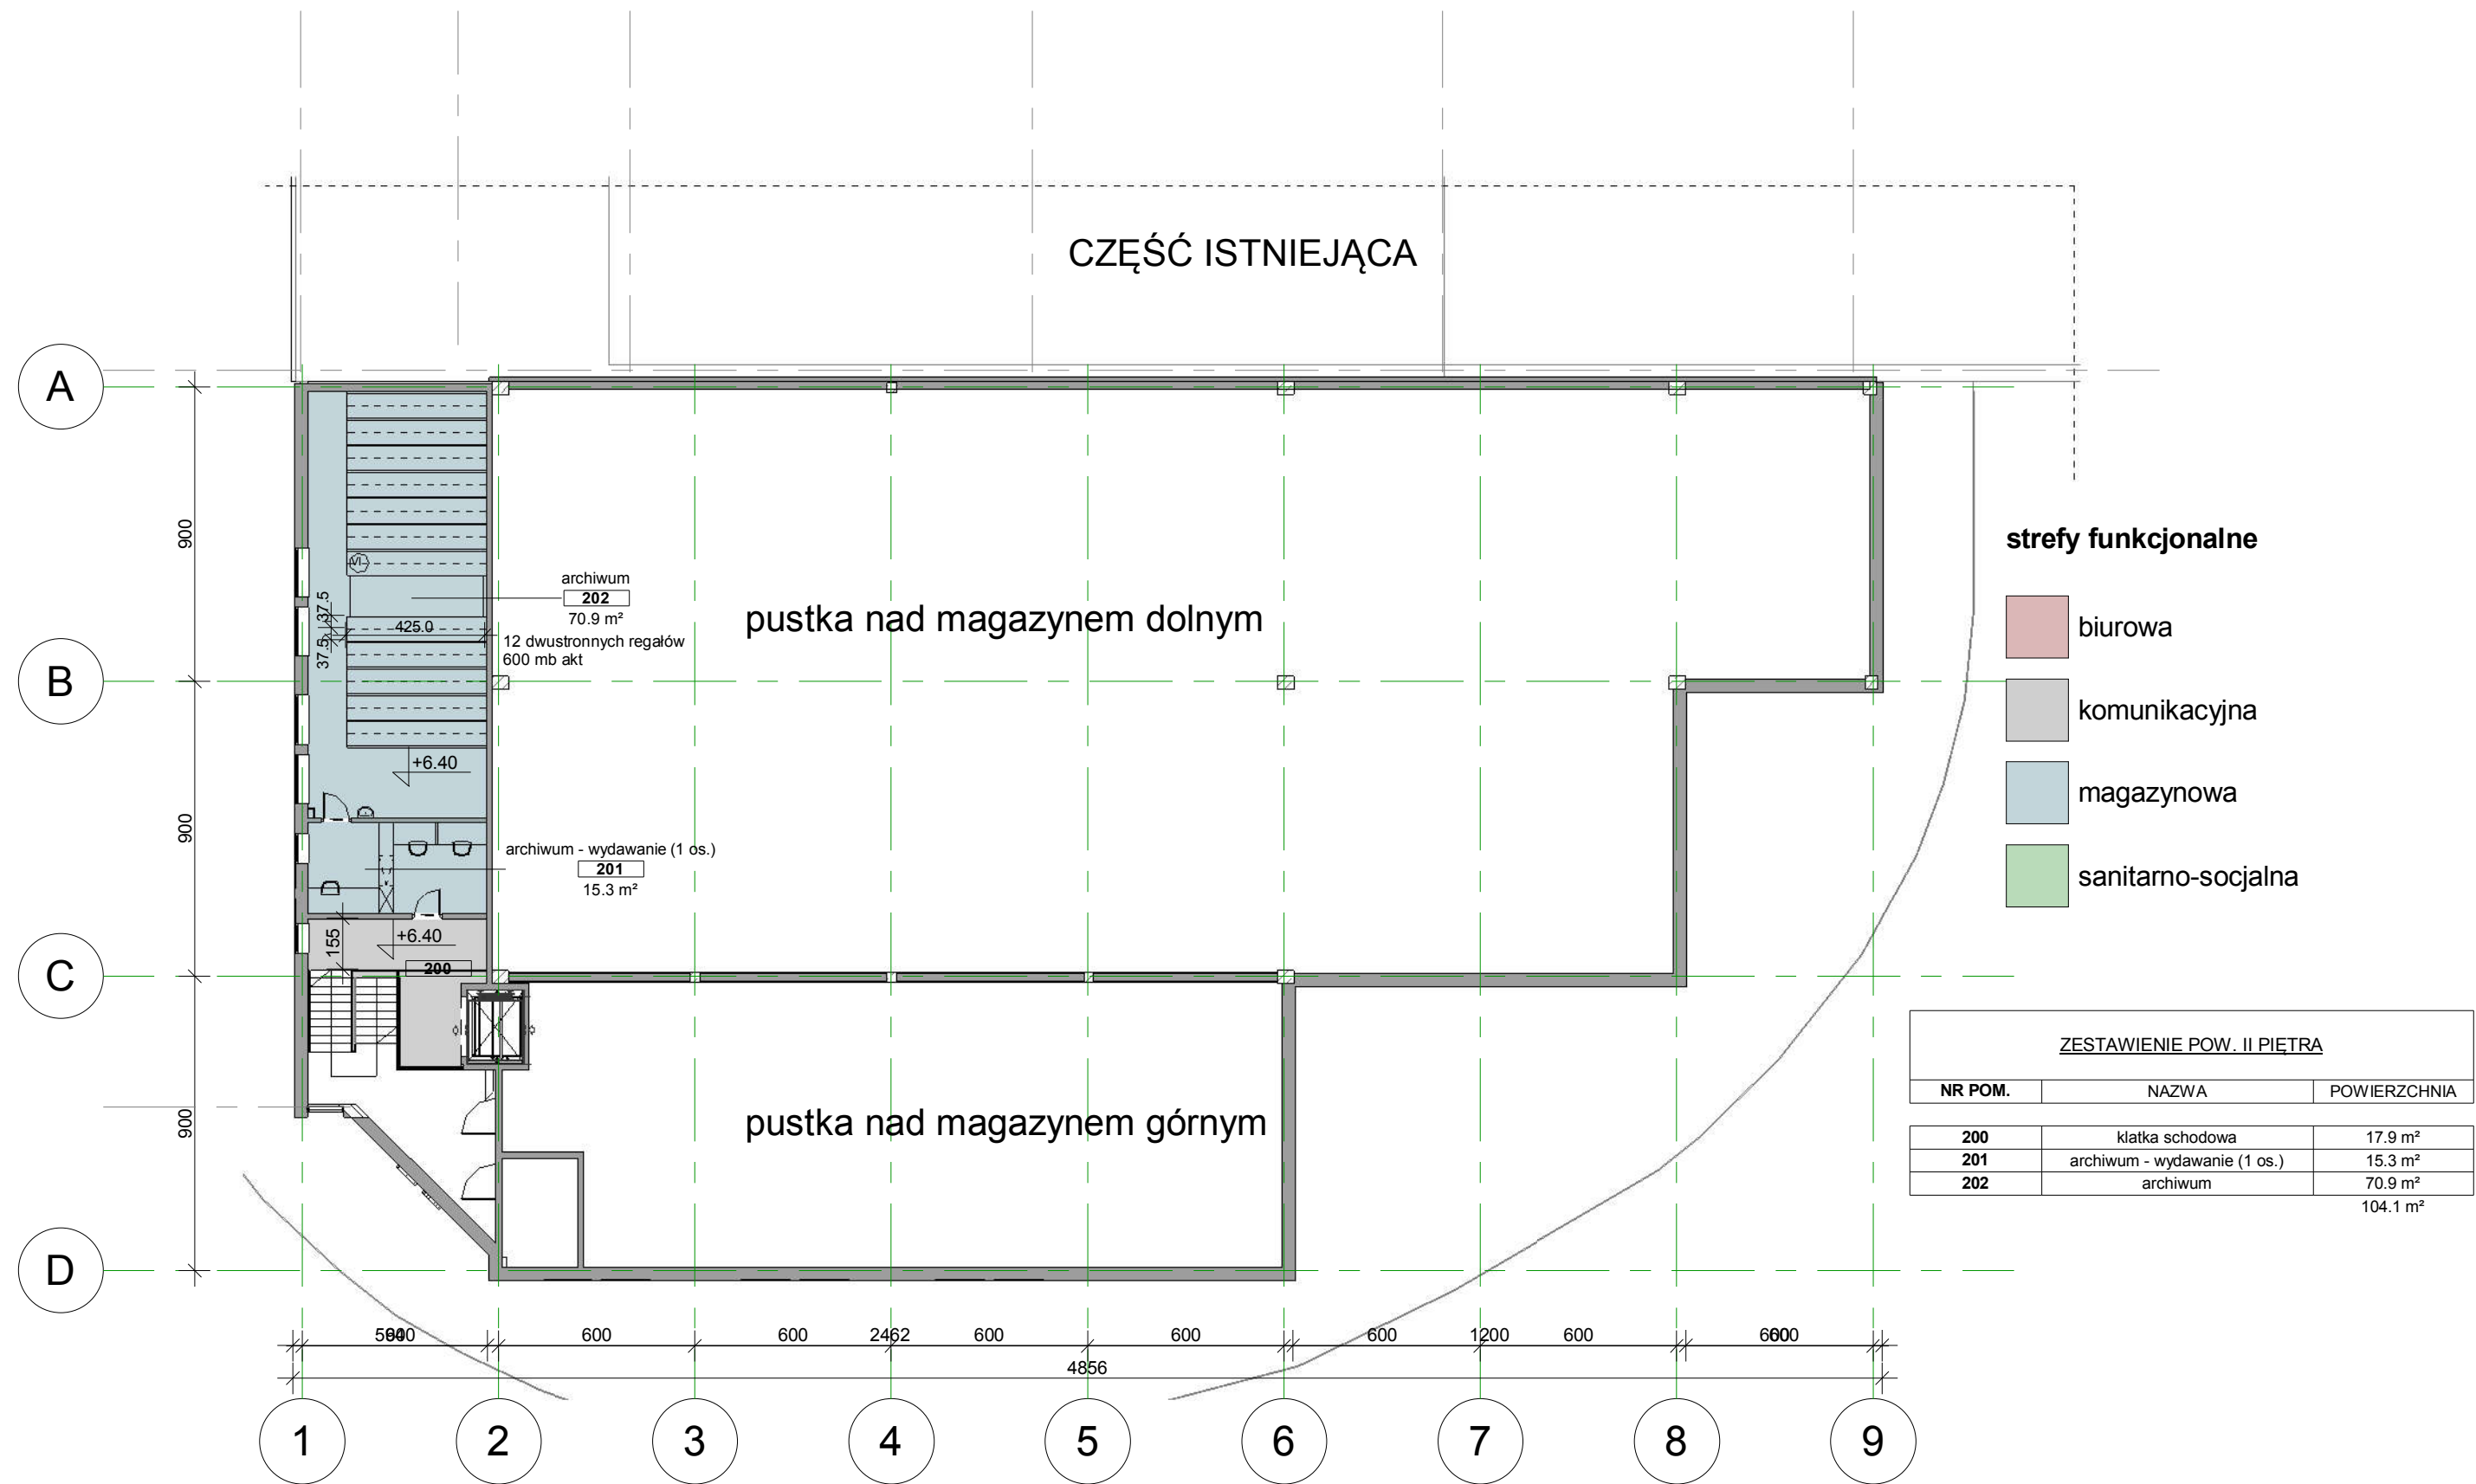 CZĘŚĆ ISTNIEJĄCA
A
B
C
D
900
900
900
archiwum
202
70.9 m²
12 dwustronnych regałów
600 mb akt
VI
37.5
37.5
425.0
+6.40
archiwum - wydawanie (1 os.)
201
15.3 m²
155
+6.40
200
pustka nad magazynem dolnym
pustka nad magazynem górnym
strefy funkcjonalne
biurowa
komunikacyjna
magazynowa
sanitarno-socjalna
ZESTAWIENIE POW. II PIĘTRA
NR POM. NAZWA POWIERZCHNIA
200 klatka schodowa 17.9 m²
201 archiwum - wydawanie (1 os.) 15.3 m²
202 archiwum 70.9 m²
104.1 m²
600 600 2462 600 600 600 1200 600
4856
1 2 3 4 5 6 7 8 9